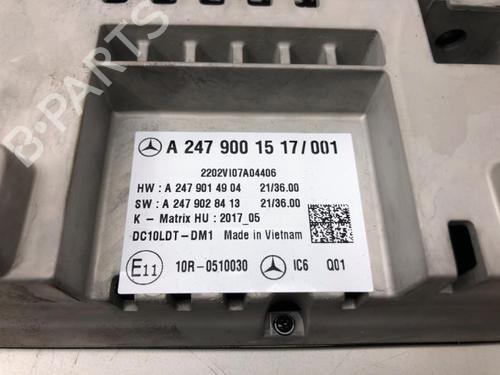 B-PARTS
A 247 900 15 17/001
2202VI07A04406
HW : A 247 901 49 04 21/36.00
SW : A 247 902 84 13 21/36.00
K - Matrix HU : 2017_05
DC10LDT-DM1 Made in Vietnam
E11 10R-0510030 IC6 Q01